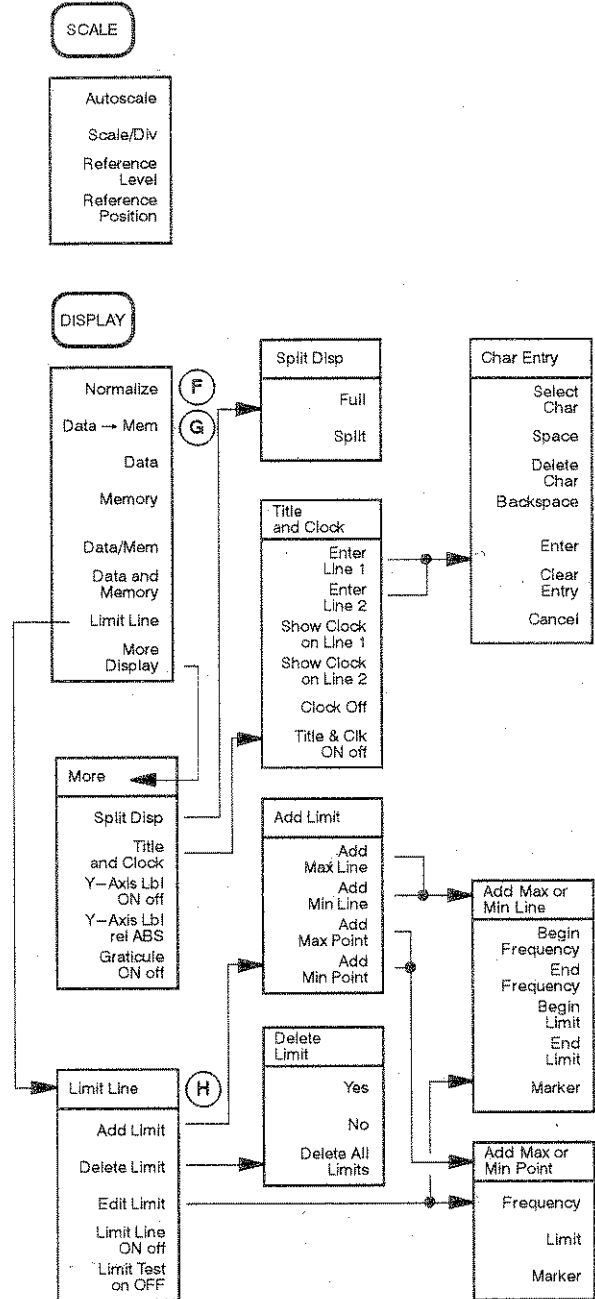 SCALE
Autoscale
Scale/Div
Reference
Level
Reference
Position
DISPLAY
Normalize
F
Data → Mem
G
Data
Memory
Data/Mem
Data and
Memory
Limit Line
More
Display
Split Disp
Full
Split
Char Entry
Select
Char
Space
Delete
Char
Backspace
Enter
Clear
Entry
Cancel
Title
and Clock
Enter
Line 1
Enter
Line 2
Show Clock
on Line 1
Show Clock
on Line 2
Clock Off
Title & Clk
ON off
More
Split Disp
Title
and Clock
Y-Axis Lbl
ON off
Y-Axis Lbl
rel ABS
Graticule
ON off
Add Limit
Add
Max Line
Add
Min Line
Add
Max Point
Add
Min Point
Add Max or
Min Line
Begin
Frequency
End
Frequency
Begin
Limit
End
Limit
Marker
Limit Line
H
Add Limit
Delete Limit
Edit Limit
Limit Line
ON off
Limit Test
on OFF
Delete
Limit
Yes
No
Delete All
Limits
Add Max or
Min Point
Frequency
Limit
Marker